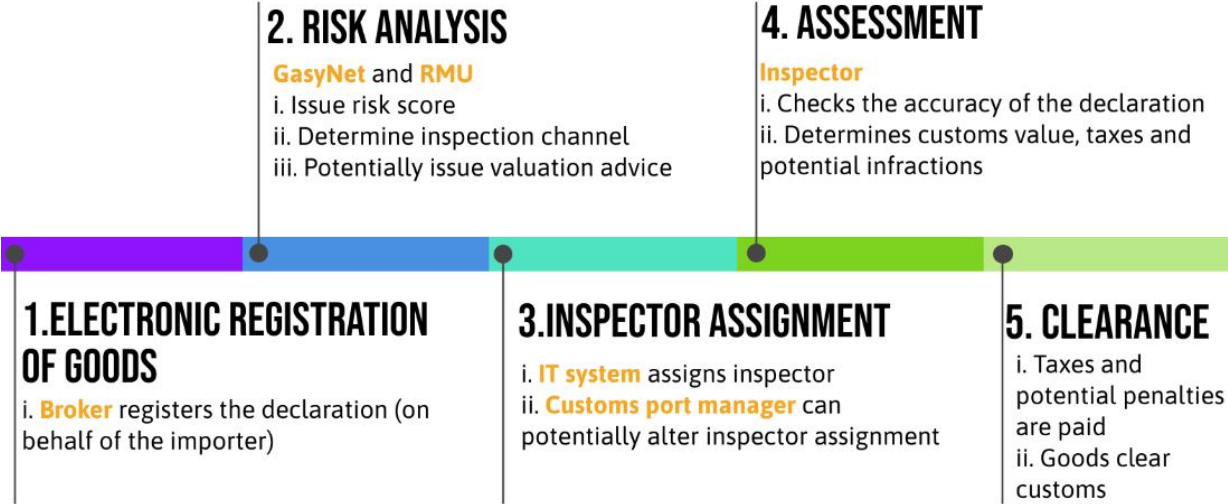 1.ELECTRONIC REGISTRATION
OF GOODS
i. Broker registers the declaration (on
behalf of the importer)
2. RISK ANALYSIS
GasyNet and RMU
i. Issue risk score
ii. Determine inspection channel
iii. Potentially issue valuation advice
3.INSPECTOR ASSIGNMENT
i. IT system assigns inspector
ii. Customs port manager can
potentially alter inspector assignment
4. ASSESSMENT
Inspector
i. Checks the accuracy of the declaration
ii. Determines customs value, taxes and
potential infractions
5. CLEARANCE
i. Taxes and
potential penalties
are paid
ii. Goods clear
customs